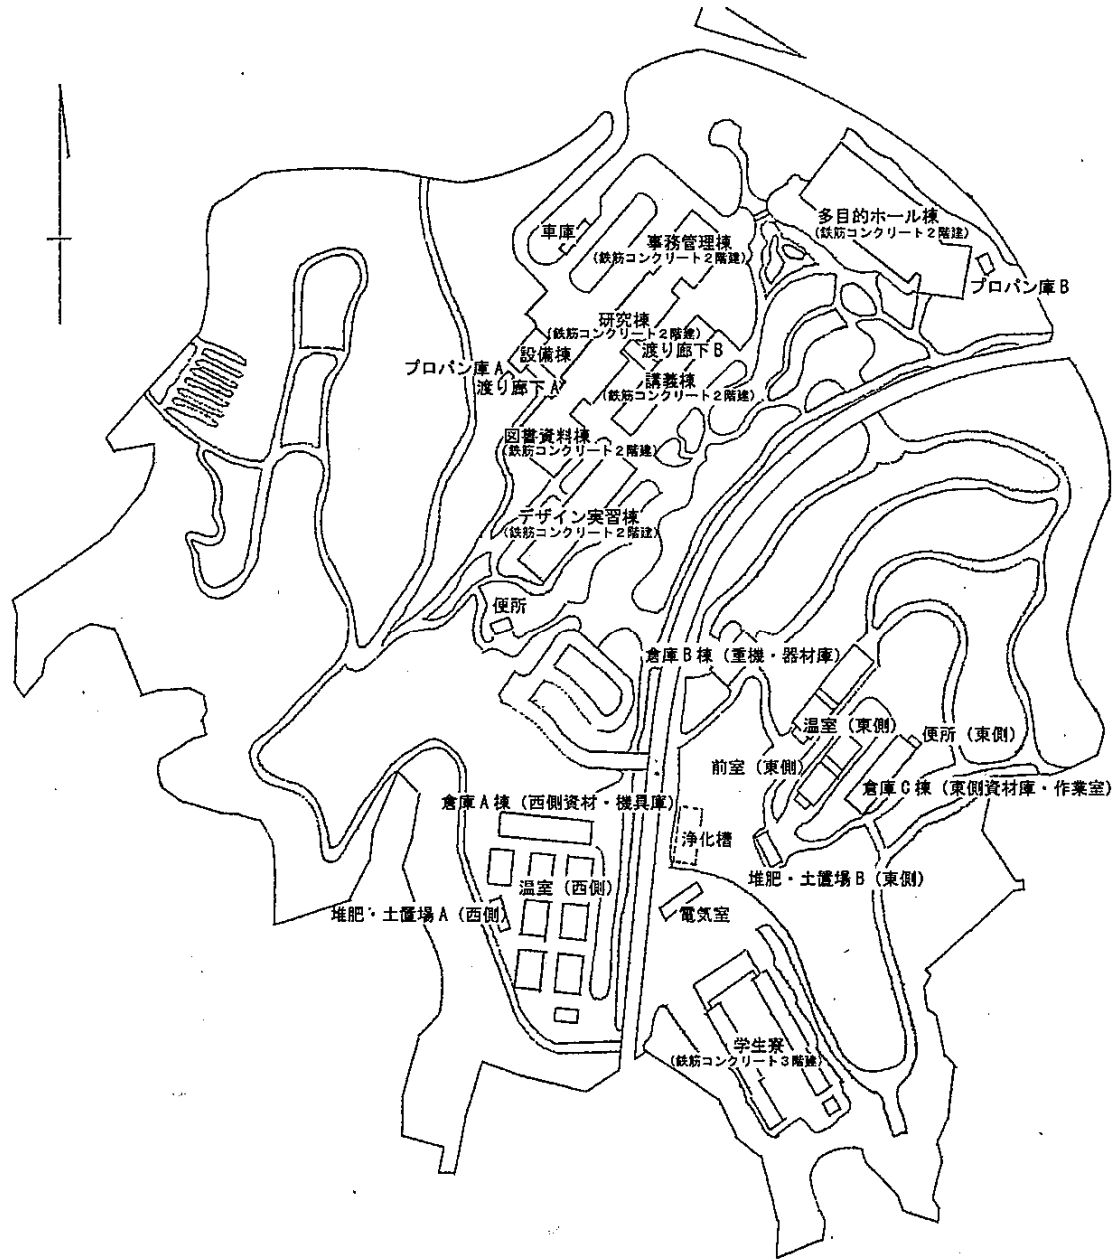 車庫
事務管理棟
(鉄筋コンクリート2階建)
多目的ホール棟
(鉄筋コンクリート2階建)
プロパン庫B
研究棟
(鉄筋コンクリート2階建)
設備棟
渡り廊下B
プロパン庫A
渡り廊下A
講義棟
(鉄筋コンクリート2階建)
図書資料棟
(鉄筋コンクリート2階建)
デザイン実習棟
(鉄筋コンクリート2階建)
便所
倉庫B棟(重機・器材庫)
温室(東側)
便所(東側)
前室(東側)
倉庫C棟(東側資材庫・作業室)
倉庫A棟(西側資材・機具庫)
浄化槽
堆肥・土置場B(東側)
温室(西側)
堆肥・土置場A(西側)
電気室
学生寮
(鉄筋コンクリート3階建)